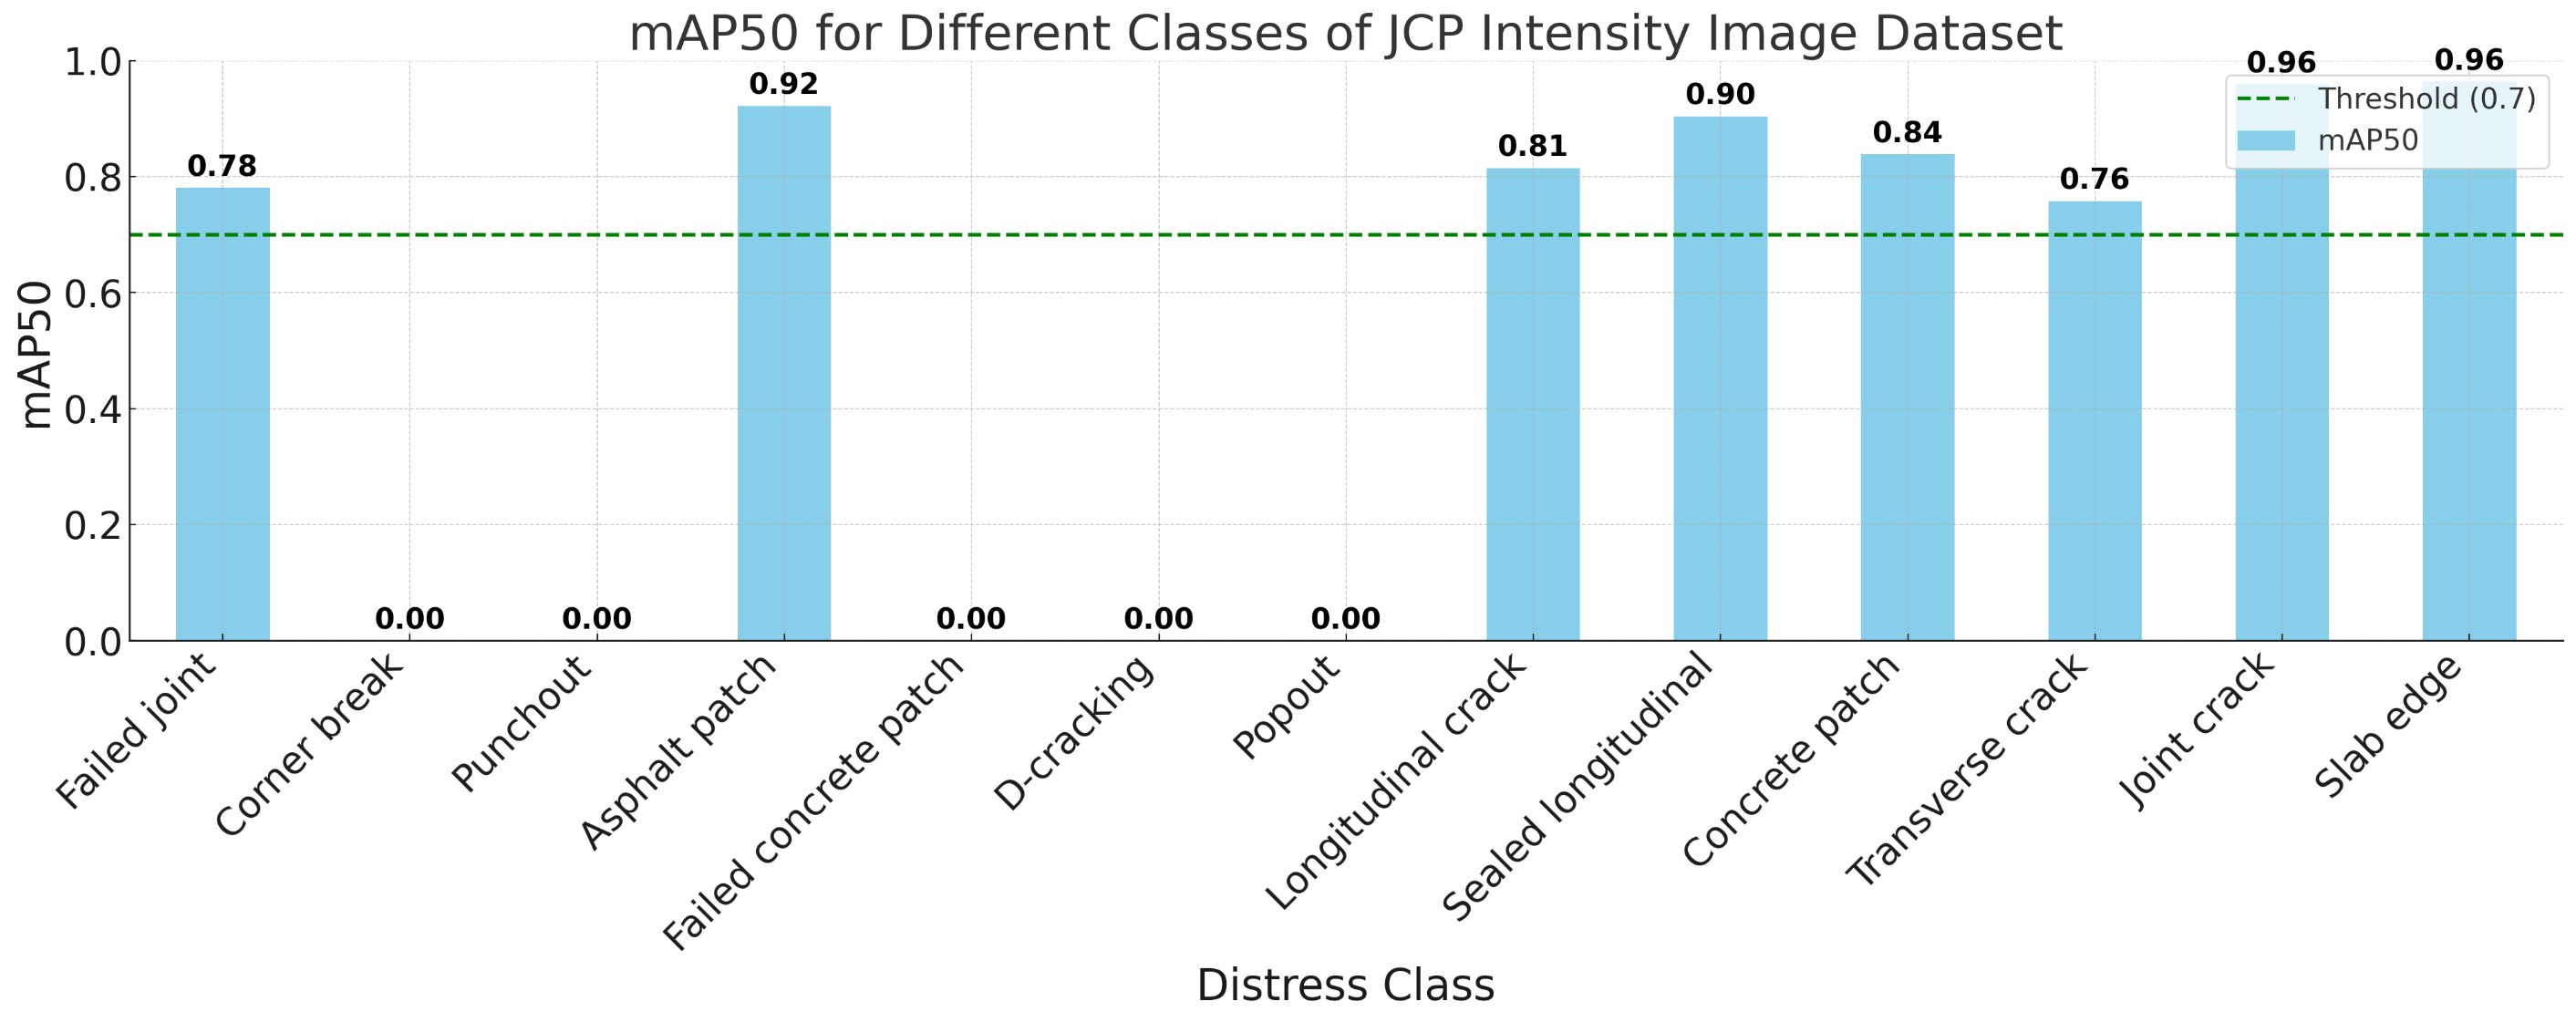 mAP50 for Different Classes of JCP Intensity Image Dataset
mAP50
1.0
0.8
0.6
0.4
0.2
0.0
0.78
0.00
0.00
0.92
0.00
0.00
0.00
0.81
0.90
0.84
0.76
0.96
0.96
Threshold (0.7)
mAP50
Failed joint
Corner break
Punchout
Asphalt patch
Failed concrete patch
D-cracking
Popout
Longitudinal crack
Sealed longitudinal
Concrete patch
Transverse crack
Joint crack
Slab edge
Distress Class